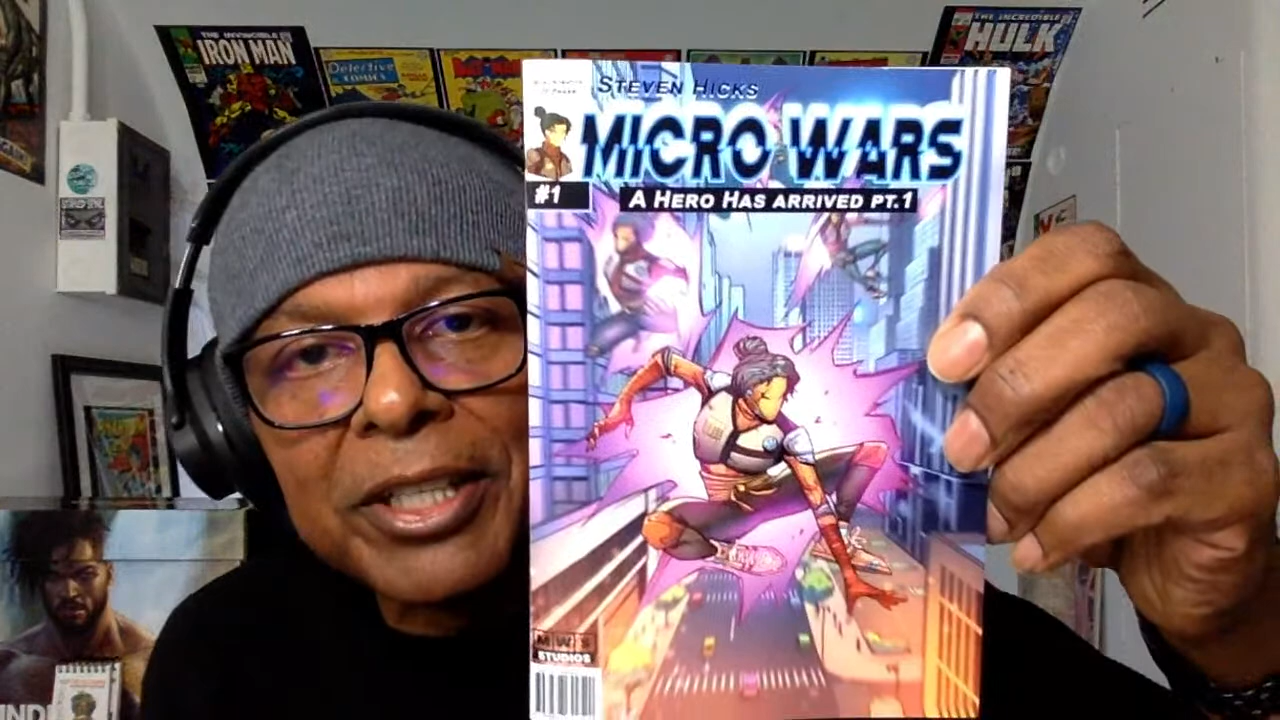 THE INVINCIBLE
IRON MAN
Detective
COMICS
THE INCREDIBLE
HULK
STEVEN HICKS
MICRO WARS
#1
A HERO HAS ARRIVED PT.1
MWS
STUDIOS